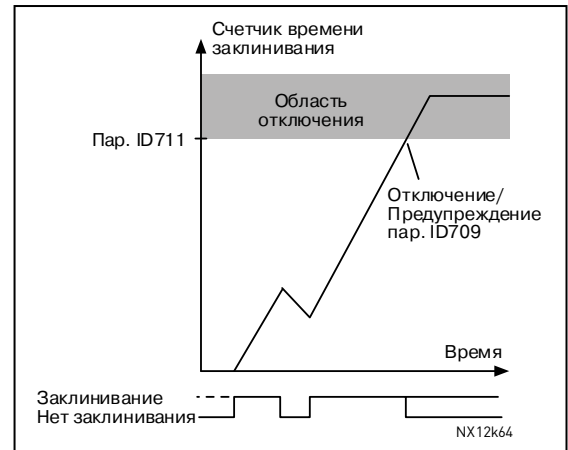 Счетчик времени
заклинивания
Область
отключения
Пар. ID711
Отключение/
Предупреждение
пар. ID709
Время
Заклинивание
Нет заклинивания
NX12k64